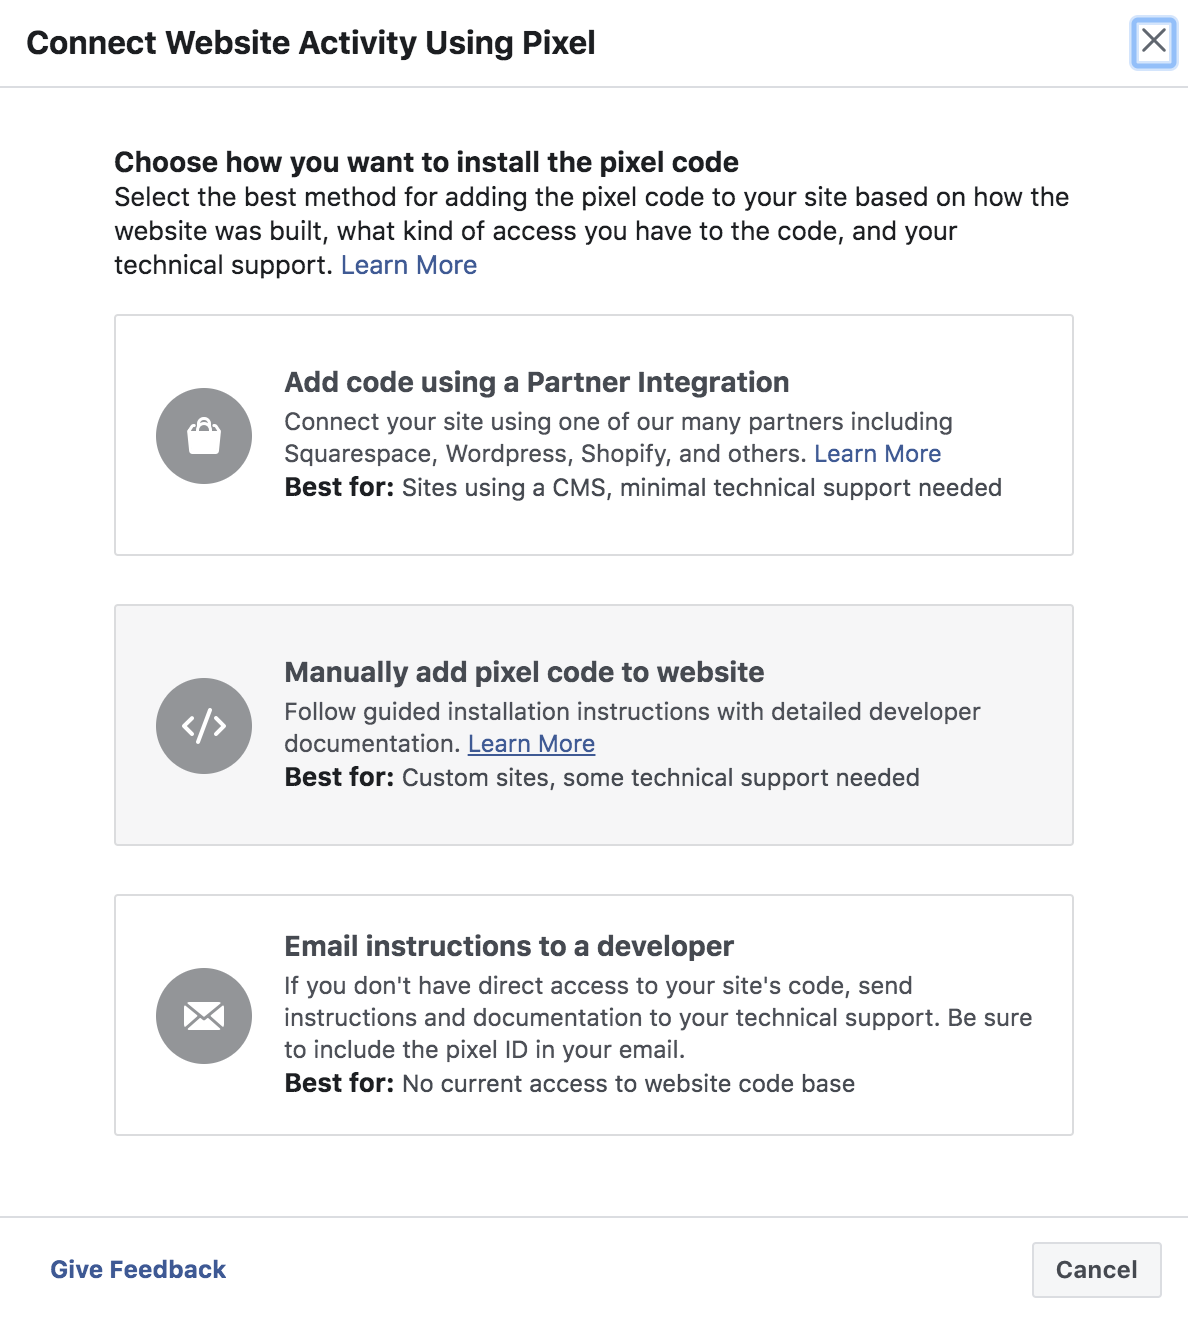 Connect Website Activity Using Pixel
Choose how you want to install the pixel code
Select the best method for adding the pixel code to your site based on how the
website was built, what kind of access you have to the code, and your
technical support. Learn More
Add code using a Partner Integration
Connect your site using one of our many partners including
Squarespace, Wordpress, Shopify, and others. Learn More
Best for: Sites using a CMS, minimal technical support needed
Manually add pixel code to website
Follow guided installation instructions with detailed developer
documentation. Learn More
Best for: Custom sites, some technical support needed
Email instructions to a developer
If you don't have direct access to your site's code, send
instructions and documentation to your technical support. Be sure
to include the pixel ID in your email.
Best for: No current access to website code base
Give Feedback
Cancel